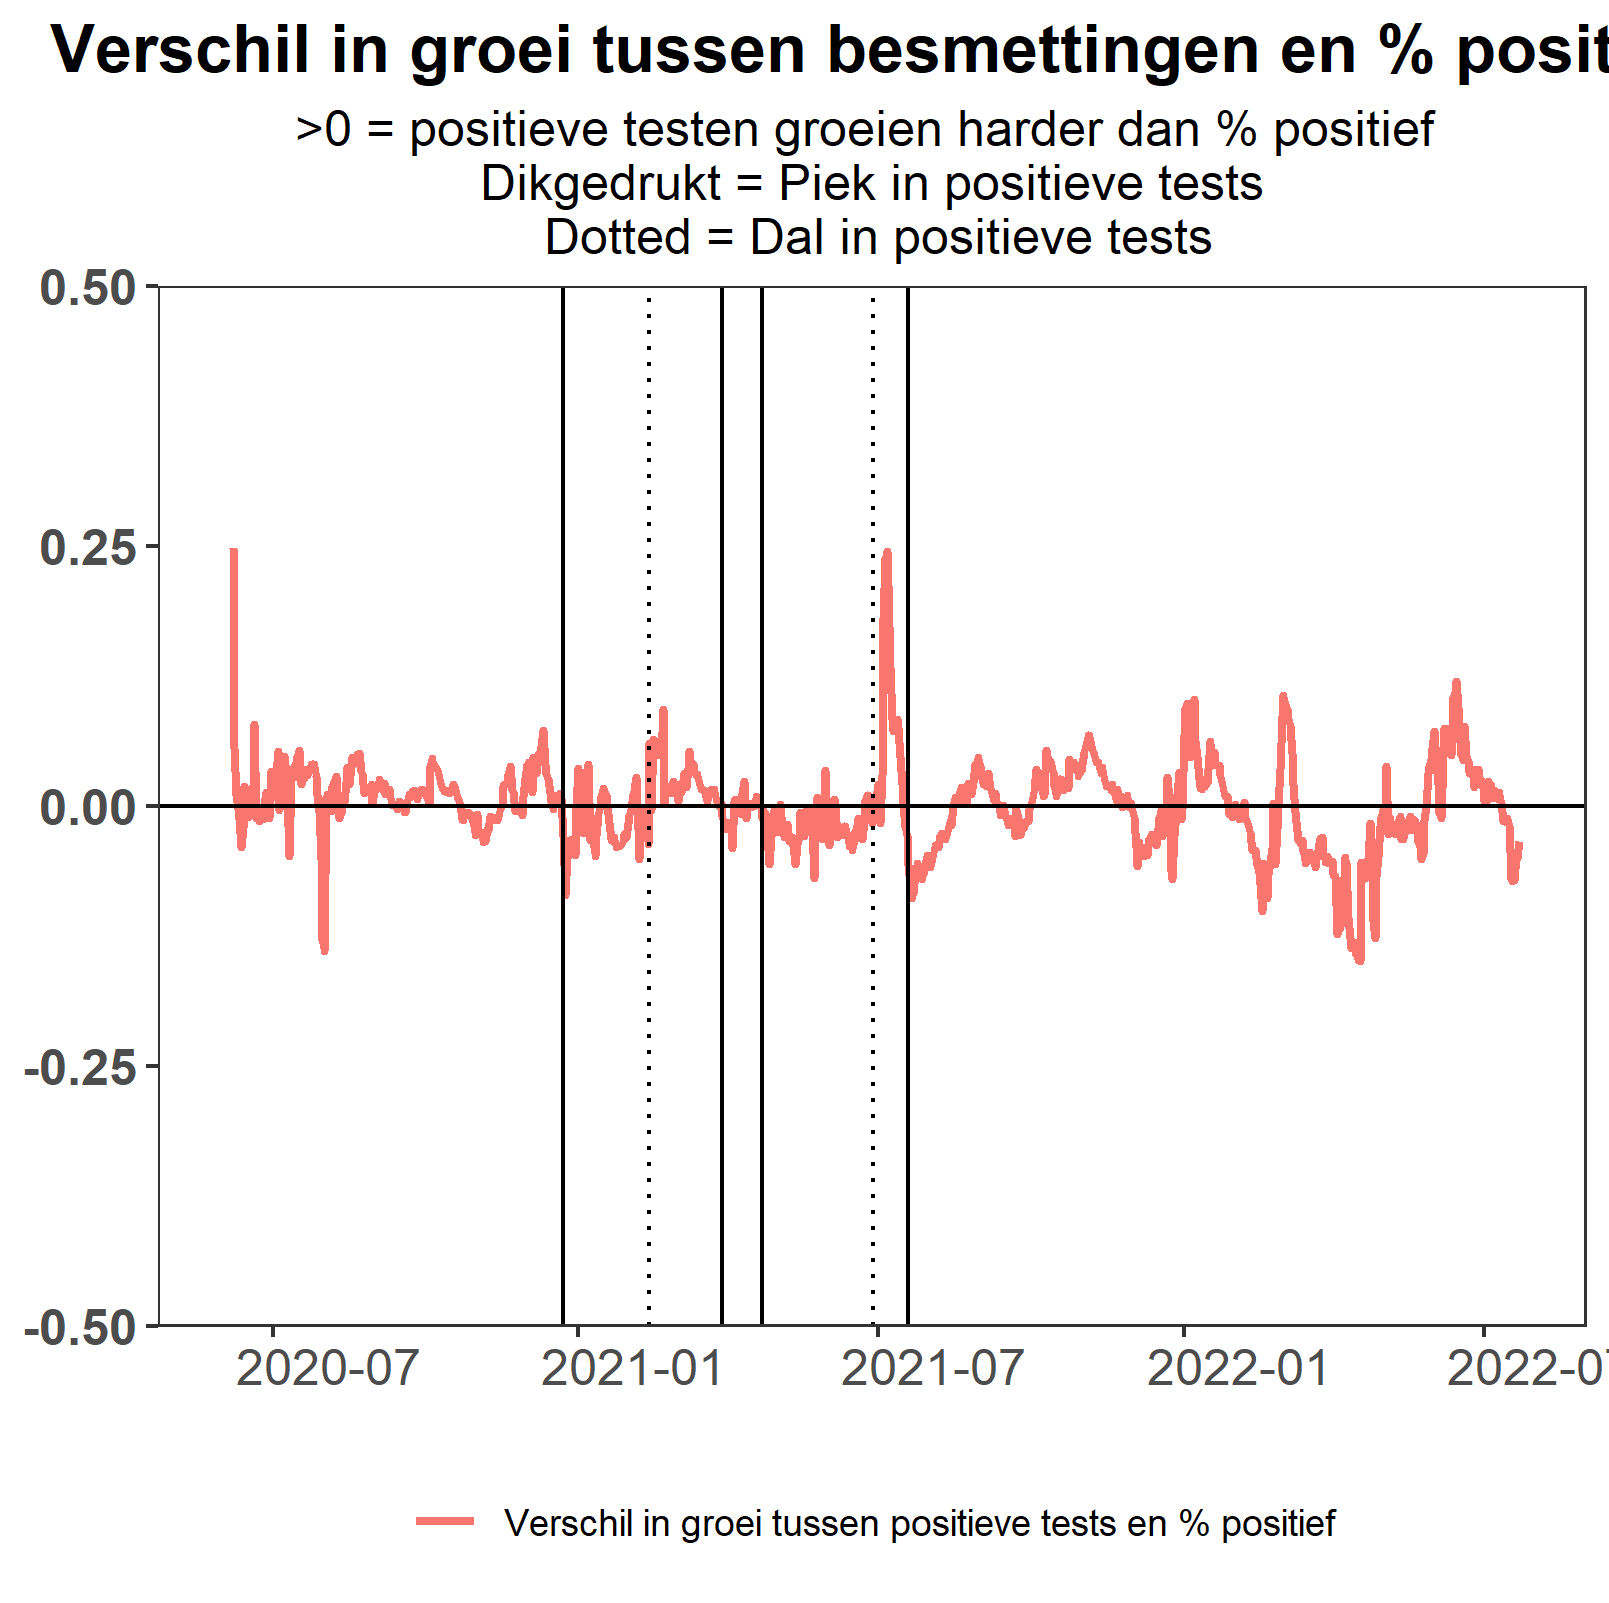 Verschil in groei tussen besmettingen en % posit
>0 = positieve testen groeien harder dan % positief
Dikgedrukt = Piek in positieve tests
Dotted = Dal in positieve tests
0.50
0.25
0.00
-0.25
-0.50
2020-07 2021-01 2021-07 2022-01 2022-07
Verschil in groei tussen positieve tests en % positief